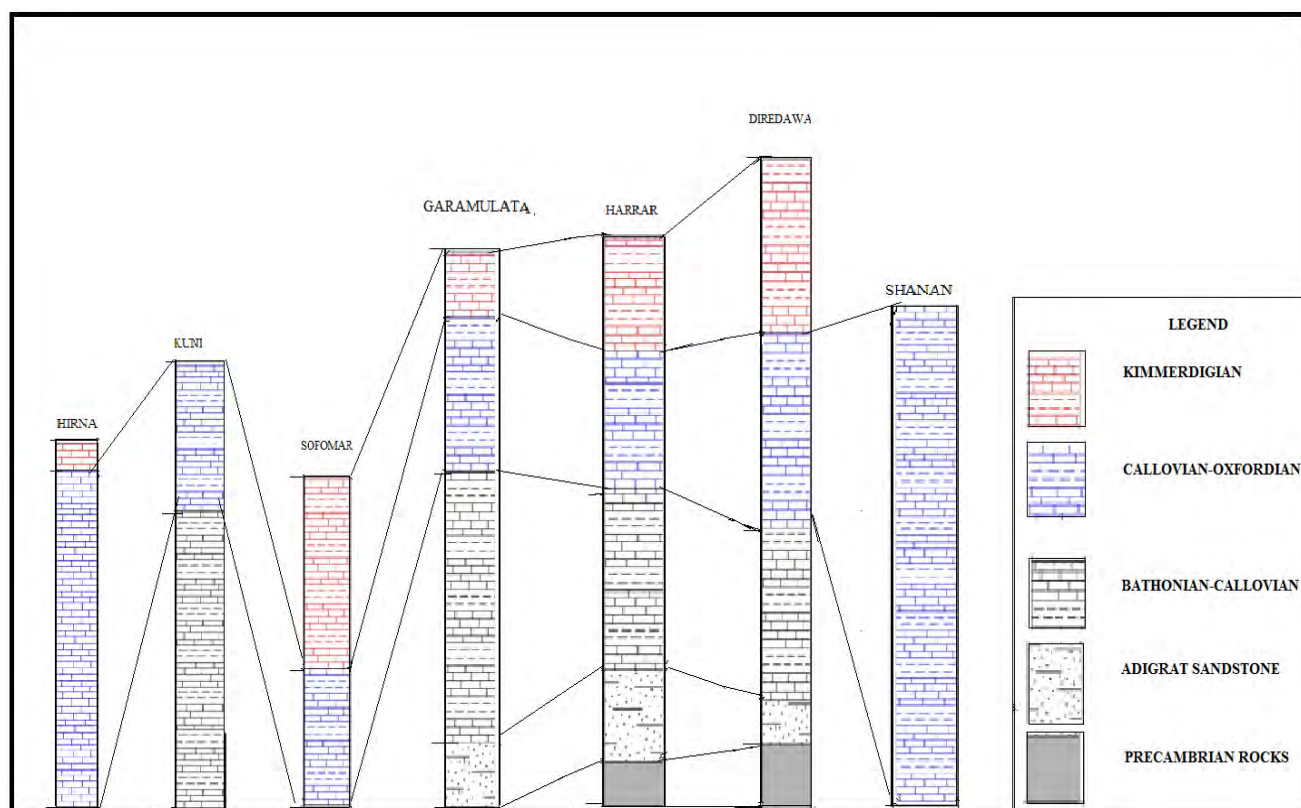 DIREDAWA
GARAMULATA
HARRAR
SHANAN
KUNI
HIRNA
SOFOMAR
LEGEND
KIMMERDIGIAN
CALLOVIAN-OXFORDIAN
BATHONIAN-CALLOVIAN
ADIGRAT SANDSTONE
PRECAMBRIAN ROCKS